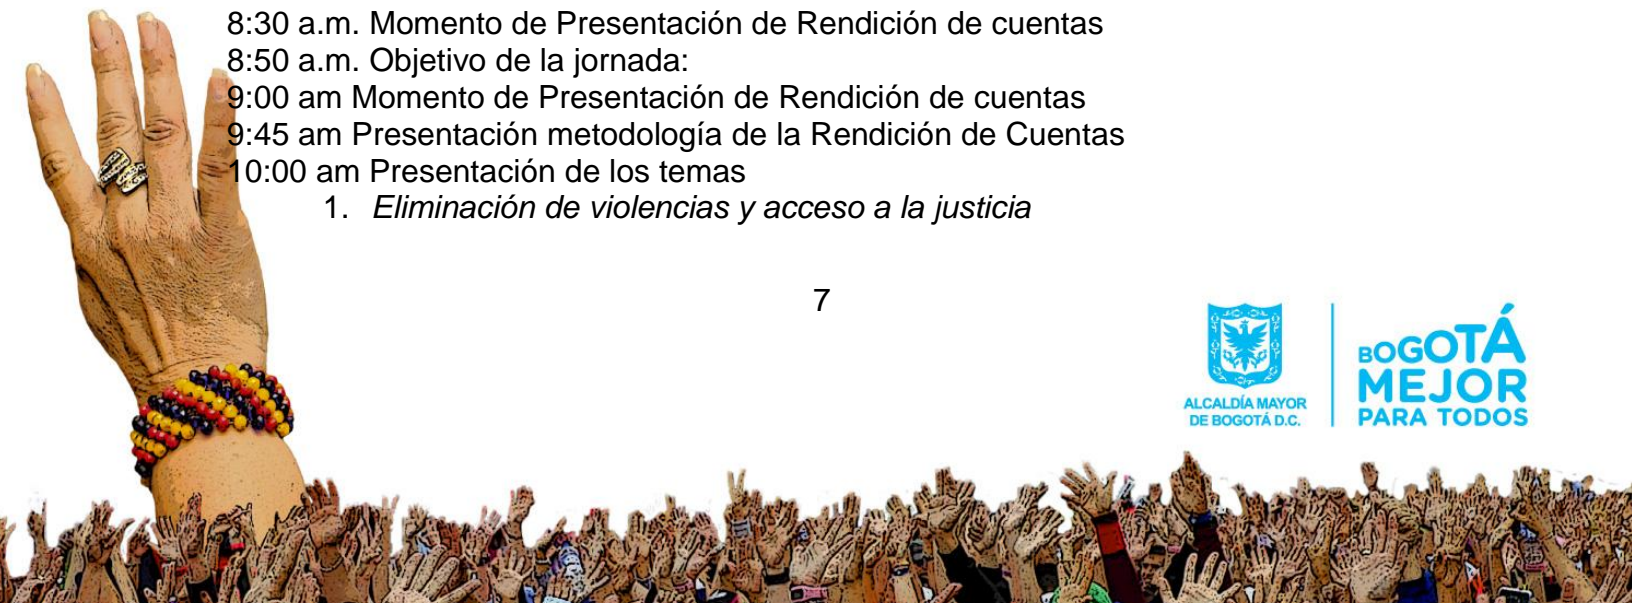 8:30 a.m. Momento de Presentación de Rendición de cuentas
8:50 a.m. Objetivo de la jornada:
9:00 am Momento de Presentación de Rendición de cuentas
9:45 am Presentación metodología de la Rendición de Cuentas
10:00 am Presentación de los temas
1. Eliminación de violencias y acceso a la justicia
7
ALCALDÍA MAYOR
DE BOGOTÁ D.C.
BOGOTÁ
MEJOR
PARA TODOS